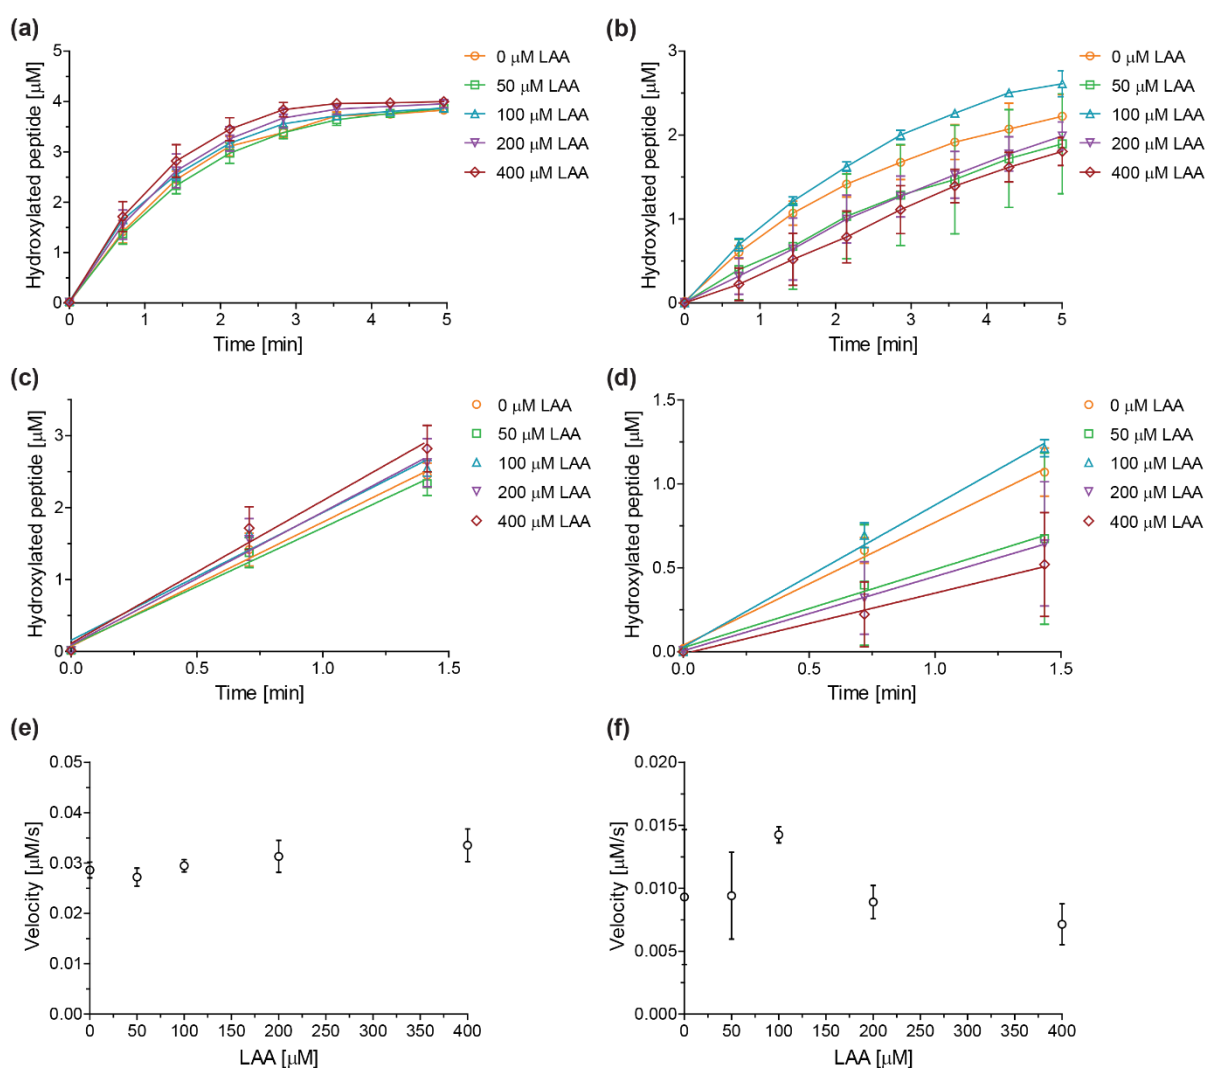 (a)
Hydroxylated peptide [μM]
5
4
3
2
1
0
0 1 2 3 4 5
Time [min]
0 μM LAA
50 μM LAA
100 μM LAA
200 μM LAA
400 μM LAA
(b)
Hydroxylated peptide [μM]
3
2
1
0
0 1 2 3 4 5
Time [min]
0 μM LAA
50 μM LAA
100 μM LAA
200 μM LAA
400 μM LAA
(c)
Hydroxylated peptide [μM]
3
2
1
0
0.0 0.5 1.0 1.5
Time [min]
0 μM LAA
50 μM LAA
100 μM LAA
200 μM LAA
400 μM LAA
(d)
Hydroxylated peptide [μM]
1.5
1.0
0.5
0.0
0.0 0.5 1.0 1.5
Time [min]
0 μM LAA
50 μM LAA
100 μM LAA
200 μM LAA
400 μM LAA
(e)
Velocity [μM/s]
0.05
0.04
0.03
0.02
0.01
0.00
0 50 100 150 200 250 300 350 400
LAA [μM]
(f)
Velocity [μM/s]
0.020
0.015
0.010
0.005
0.000
0 50 100 150 200 250 300 350 400
LAA [μM]